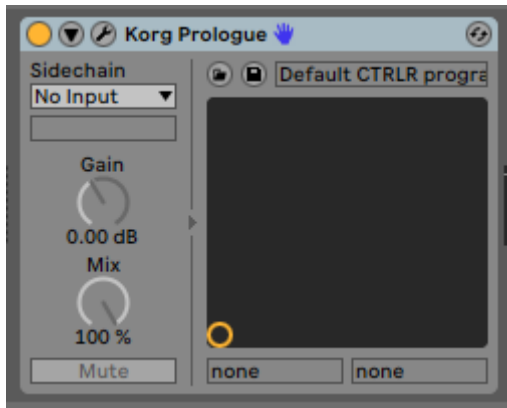 Korg Prologue
Sidechain
No Input
Gain
0.00 dB
Mix
100 %
Mute
Default CTRLR progra
none
none